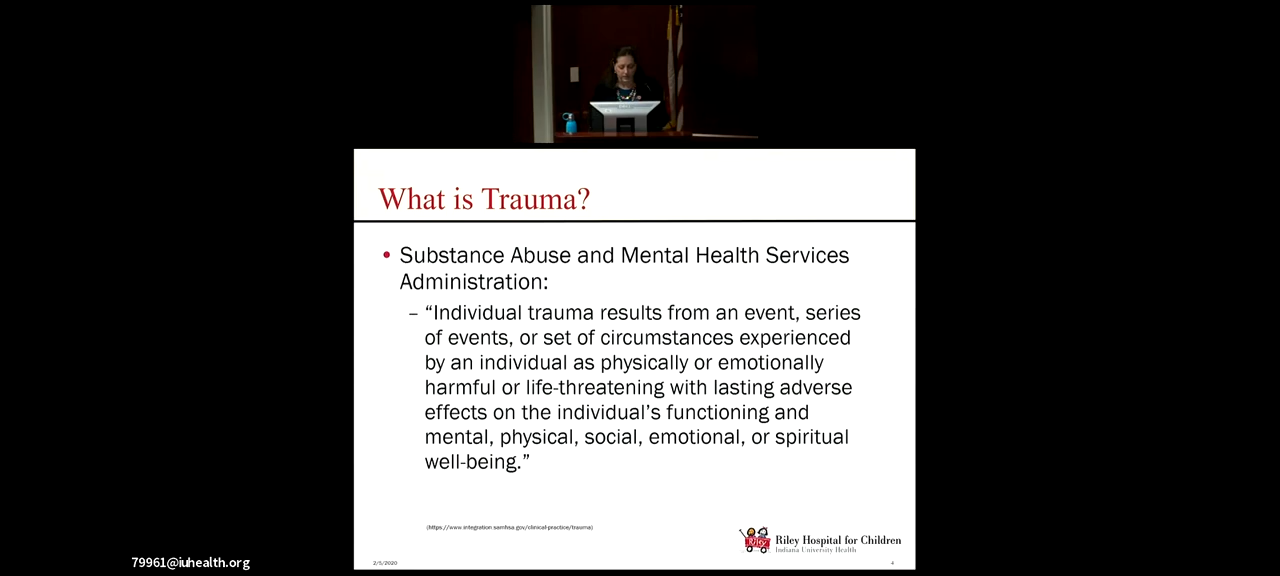 What is Trauma?
• Substance Abuse and Mental Health Services
Administration:
– “Individual trauma results from an event, series
of events, or set of circumstances experienced
by an individual as physically or emotionally
harmful or life-threatening with lasting adverse
effects on the individual’s functioning and
mental, physical, social, emotional, or spiritual
well-being.”
(https://www.integration.samhsa.gov/clinical-practice/trauma)
Riley Hospital for Children
Indiana University Health
2/5/2020
4
79961@iuhealth.org